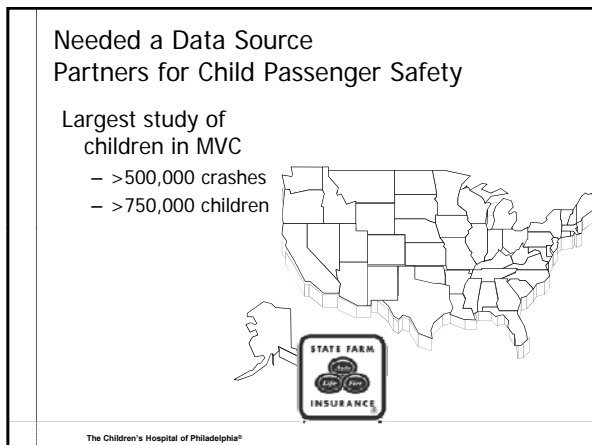 Needed a Data Source
Partners for Child Passenger Safety
Largest study of
children in MVC
– >500,000 crashes
– >750,000 children
STATE FARM
Auto
Life Fire
INSURANCE®
The Children's Hospital of Philadelphia®